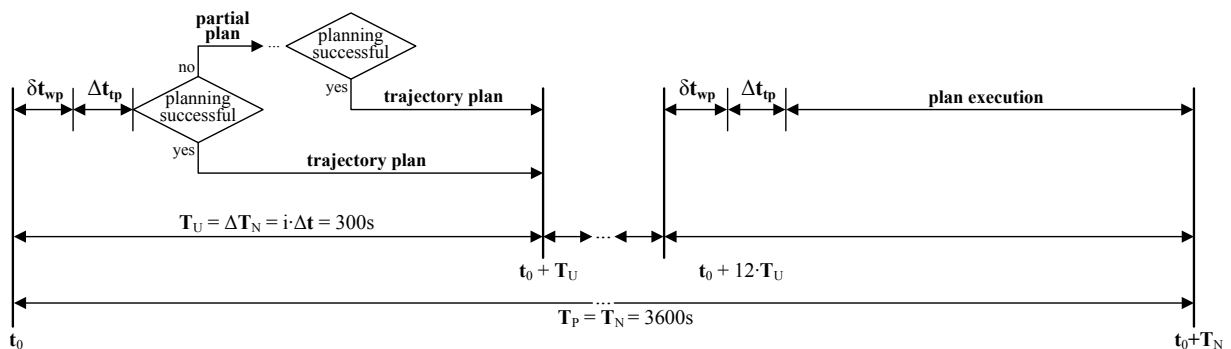 partial
plan
...
planning
successful
no
yes
trajectory plan
δt_wp
Δt_tp
planning
successful
yes
trajectory plan
δt_wp
Δt_tp
plan execution
T_U = ΔT_N = i·Δt = 300s
...
t_0 + T_U
t_0 + 12·T_U
...
T_P = T_N = 3600s
t_0
t_0+T_N